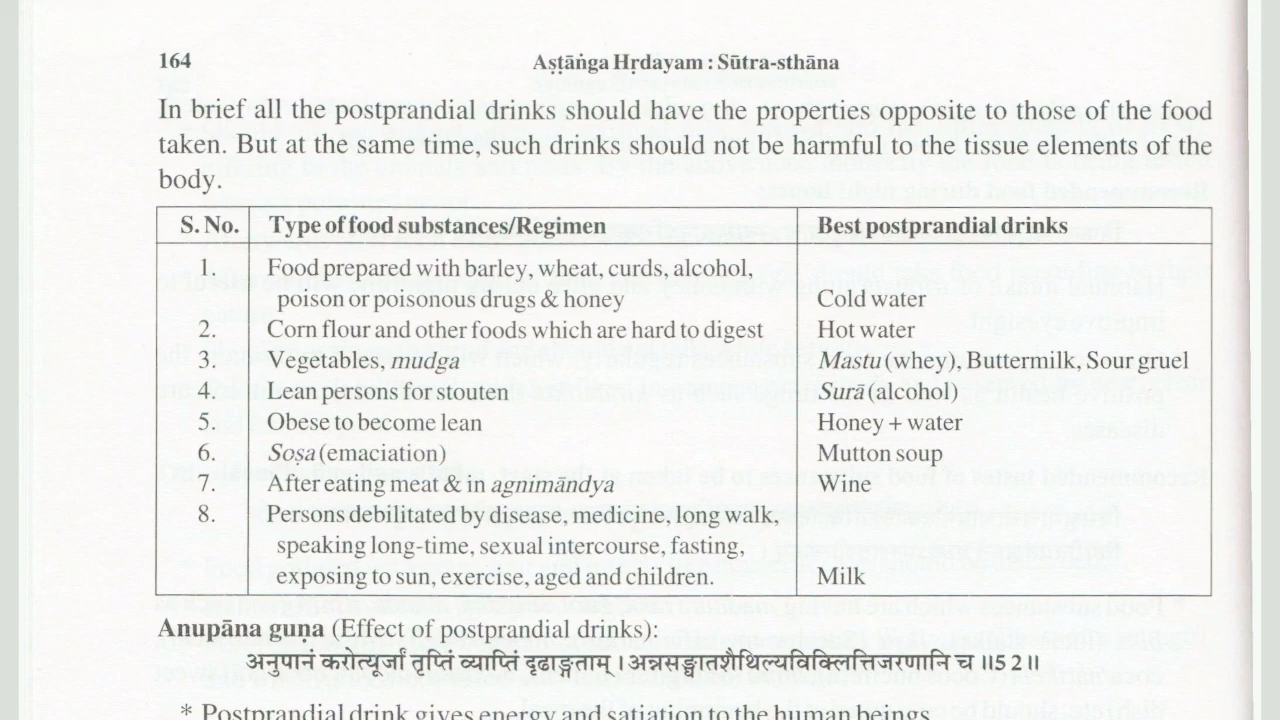 164
Aṣṭāṅga Hṛdayam : Sūtra-sthāna
In brief all the postprandial drinks should have the properties opposite to those of the food
taken. But at the same time, such drinks should not be harmful to the tissue elements of the
body.
S. No. Type of food substances/Regimen Best postprandial drinks
1. Food prepared with barley, wheat, curds, alcohol,
poison or poisonous drugs & honey Cold water
2. Corn flour and other foods which are hard to digest Hot water
3. Vegetables, mudga Mastu (whey), Buttermilk, Sour gruel
4. Lean persons for stouten Surā (alcohol)
5. Obese to become lean Honey + water
6. Soṣa (emaciation) Mutton soup
7. After eating meat & in agnimāndya Wine
8. Persons debilitated by disease, medicine, long walk,
speaking long-time, sexual intercourse, fasting,
exposing to sun, exercise, aged and children. Milk
Anupāna guṇa (Effect of postprandial drinks):
अनुपानं करोत्यूर्जां तृप्तिं व्याप्तिं दृढाङ्गताम् । अन्नसङ्घातशैथिल्यविक्लित्तिजरणानि च ॥5 2॥
* Postprandial drink gives energy and satiation to the human beings